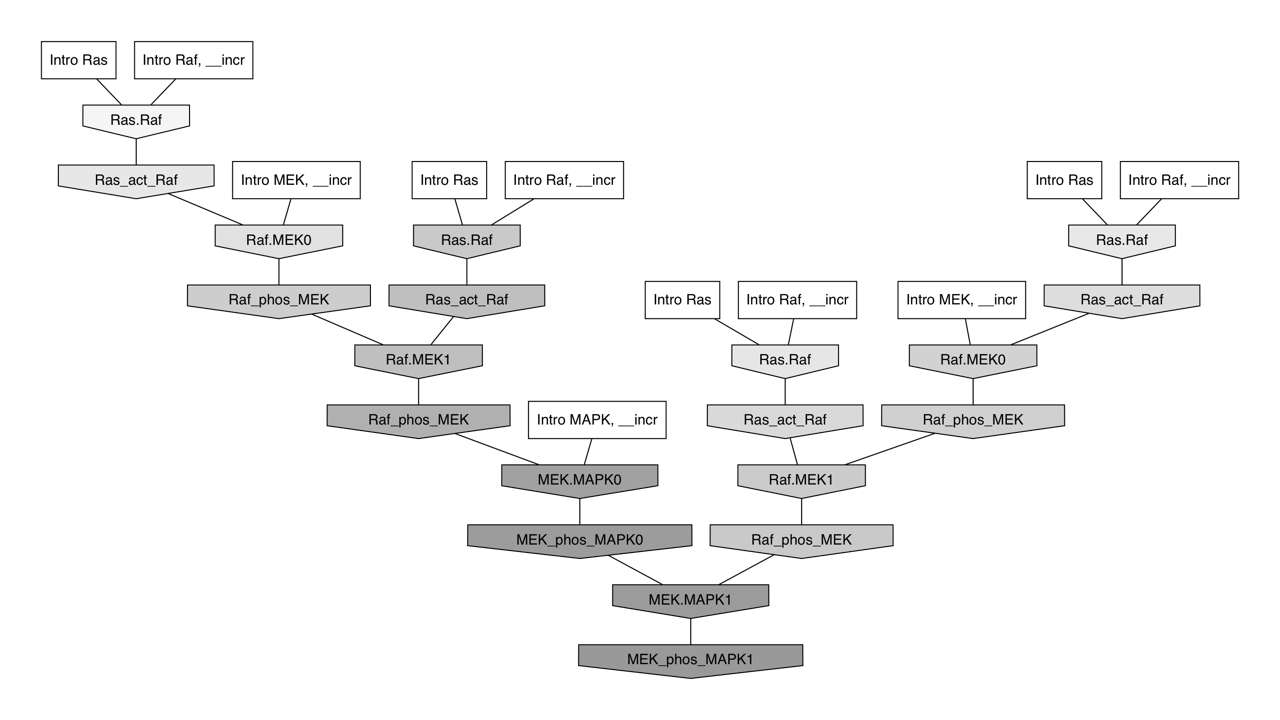 Intro Ras
Intro Raf, __incr
Ras.Raf
Ras_act_Raf
Intro MEK, __incr
Intro Ras
Intro Raf, __incr
Intro Ras
Intro Raf, __incr
Raf.MEK0
Ras.Raf
Ras.Raf
Raf_phos_MEK
Ras_act_Raf
Intro Ras
Intro Raf, __incr
Intro MEK, __incr
Ras_act_Raf
Raf.MEK1
Ras.Raf
Raf.MEK0
Raf_phos_MEK
Intro MAPK, __incr
Ras_act_Raf
Raf_phos_MEK
MEK.MAPK0
Raf.MEK1
MEK_phos_MAPK0
Raf_phos_MEK
MEK.MAPK1
MEK_phos_MAPK1